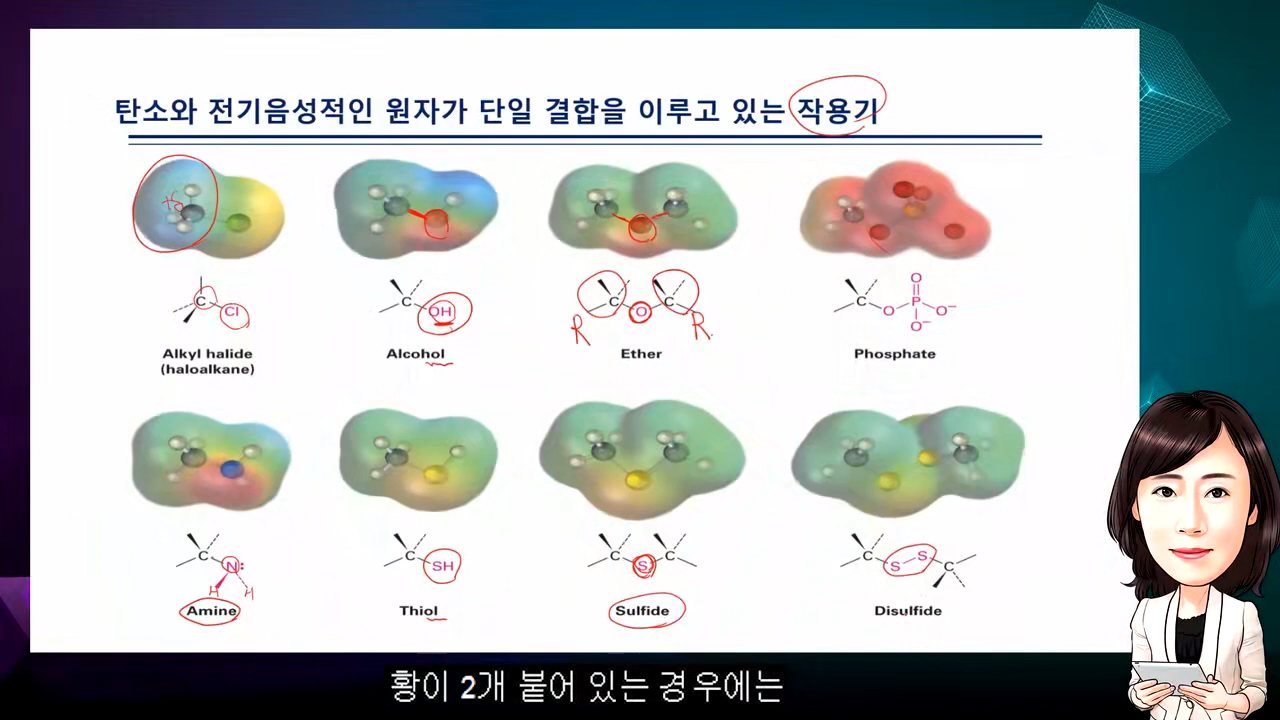 탄소와 전기음성적인 원자가 단일 결합을 이루고 있는 작용기
δ+
C
Cl
Alkyl halide
(haloalkane)
C
OH
Alcohol
C
O
C
R
R
Ether
O
C
O
P
O⁻
O⁻
Phosphate
C
N:
H
H
Amine
C
SH
Thiol
C
S
C
Sulfide
C
S
S
C
Disulfide
황이 2개 붙어 있는 경우에는